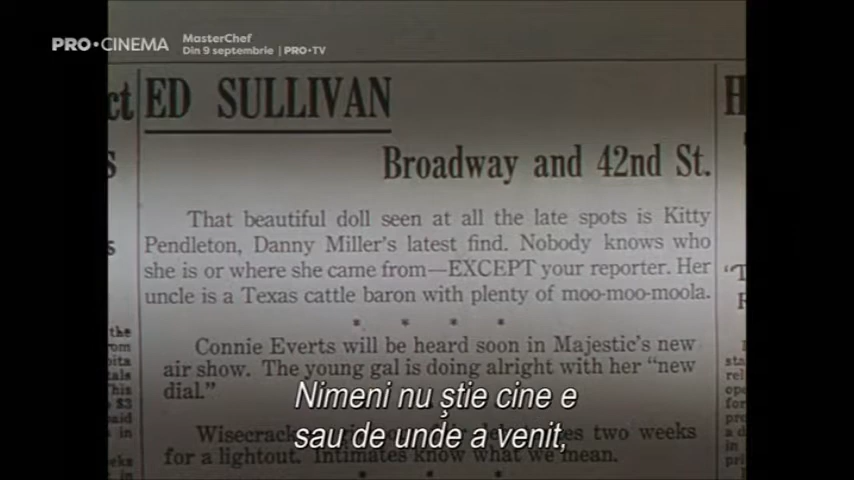 PRO•CINEMA
MasterChef
Din 9 septembrie | PRO•TV
ct
ED SULLIVAN
H
Broadway and 42nd St.
That beautiful doll seen at all the late spots is Kitty
Pendleton, Danny Miller's latest find. Nobody knows who
she is or where she came from—EXCEPT your reporter. Her
uncle is a Texas cattle baron with plenty of moo-moo-moola.
* * * *
Connie Everts will be heard soon in Majestic's new
air show. The young gal is doing alright with her "new
dial."
Nimeni nu ştie cine e
sau de unde a venit,
two weeks
for a lightout. Intimates know what we mean.